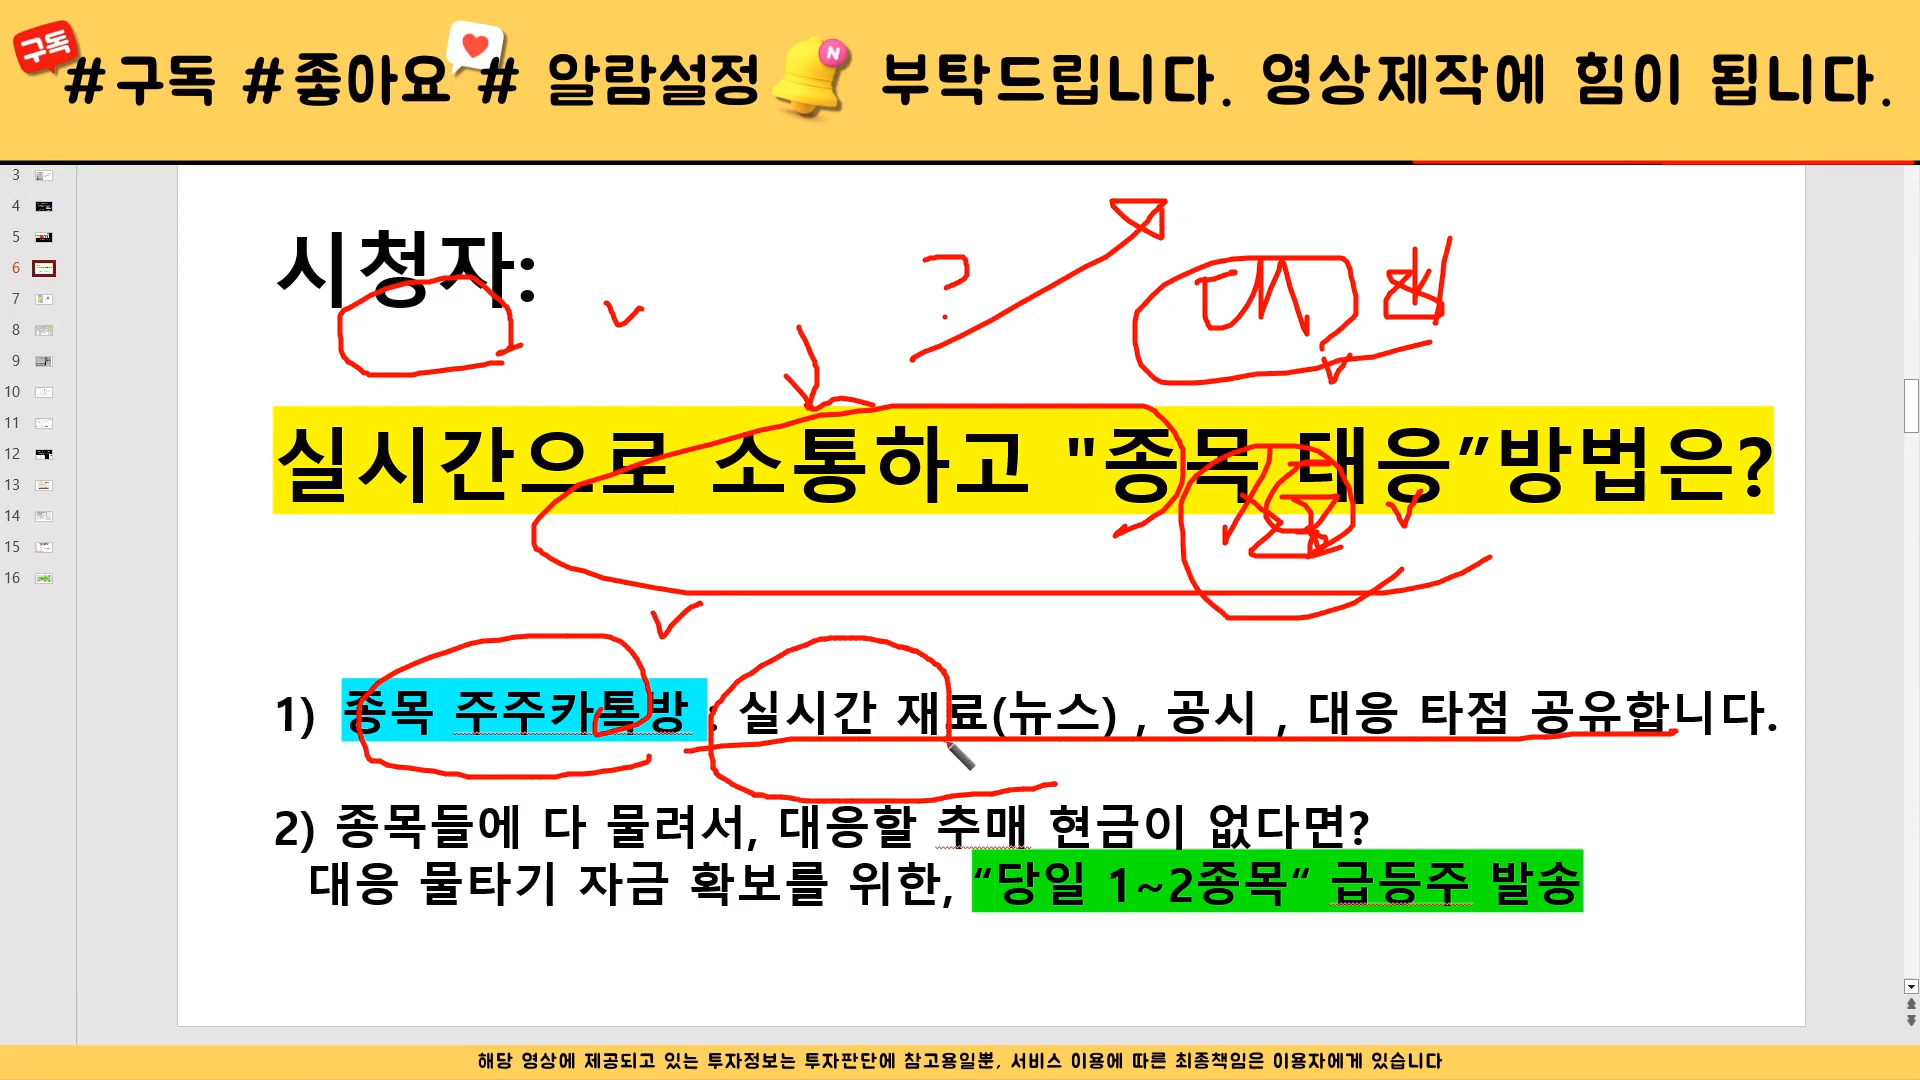 구독
#구독 #좋아요 # 알람설정 N 부탁드립니다. 영상제작에 힘이 됩니다.
3
4
5
6
7
8
9
10
11
12
13
14
15
16
시청자:
?
실시간으로 소통하고 "종목 대응”방법은?
1) 종목 주주카톡방 : 실시간 재료(뉴스) , 공시 , 대응 타점 공유합니다.
2) 종목들에 다 물려서, 대응할 추매 현금이 없다면?
대응 물타기 자금 확보를 위한, “당일 1~2종목“ 급등주 발송
해당 영상에 제공되고 있는 투자정보는 투자판단에 참고용일뿐, 서비스 이용에 따른 최종책임은 이용자에게 있습니다